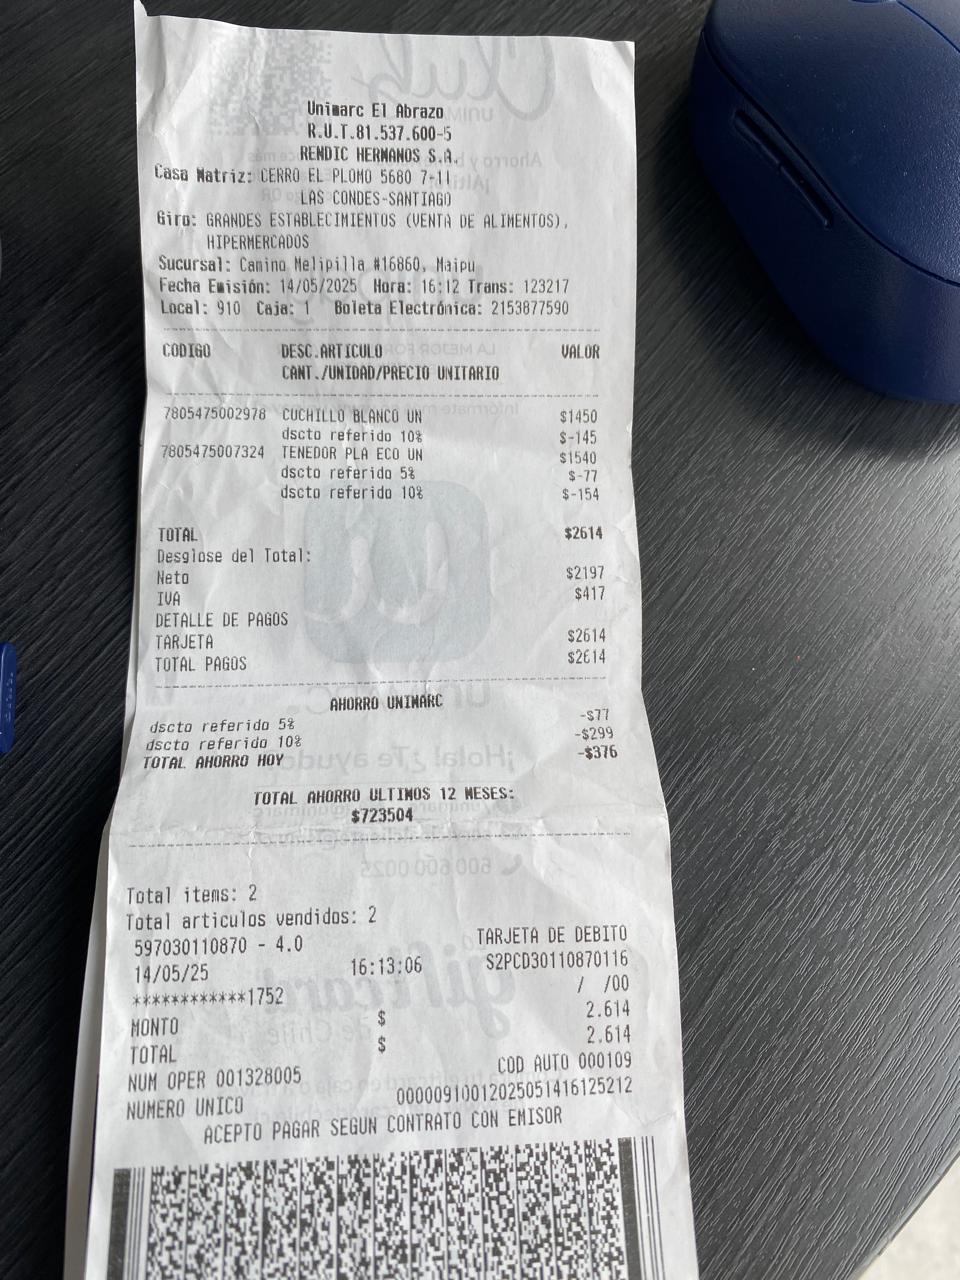 Unimarc El Abrazo
R.U.T.81.537.600-5
RENDIC HERMANOS S.A.
Casa Matriz: CERRO EL PLOMO 5680 7-11
LAS CONDES-SANTIAGO
Giro: GRANDES ESTABLECIMIENTOS (VENTA DE ALIMENTOS),
HIPERMERCADOS
Sucursal: Camino Melipilla #16860, Maipu
Fecha Emisión: 14/05/2025 Hora: 16:12 Trans: 123217
Local: 910 Caja: 1 Boleta Electrónica: 2153877590
CODIGO DESC.ARTICULO VALOR
CANT./UNIDAD/PRECIO UNITARIO
7805475002978 CUCHILLO BLANCO UN $1450
dscto referido 10% $-145
7805475007324 TENEDOR PLA ECO UN $1540
dscto referido 5% $-77
dscto referido 10% $-154
TOTAL $2614
Desglose del Total:
Neto $2197
IVA $417
DETALLE DE PAGOS
TARJETA $2614
TOTAL PAGOS $2614
AHORRO UNIMARC
dscto referido 5% -$77
dscto referido 10% -$299
TOTAL AHORRO HOY -$376
TOTAL AHORRO ULTIMOS 12 MESES:
$723504
Total items: 2
Total articulos vendidos: 2
597030110870 - 4.0 TARJETA DE DEBITO
14/05/25 16:13:06 S2PCD30110870116
************1752 / /00
MONTO $ 2.614
TOTAL $ 2.614
NUM OPER 001328005 COD AUTO 000109
NUMERO UNICO 00000910012025051416125212
ACEPTO PAGAR SEGUN CONTRATO CON EMISOR